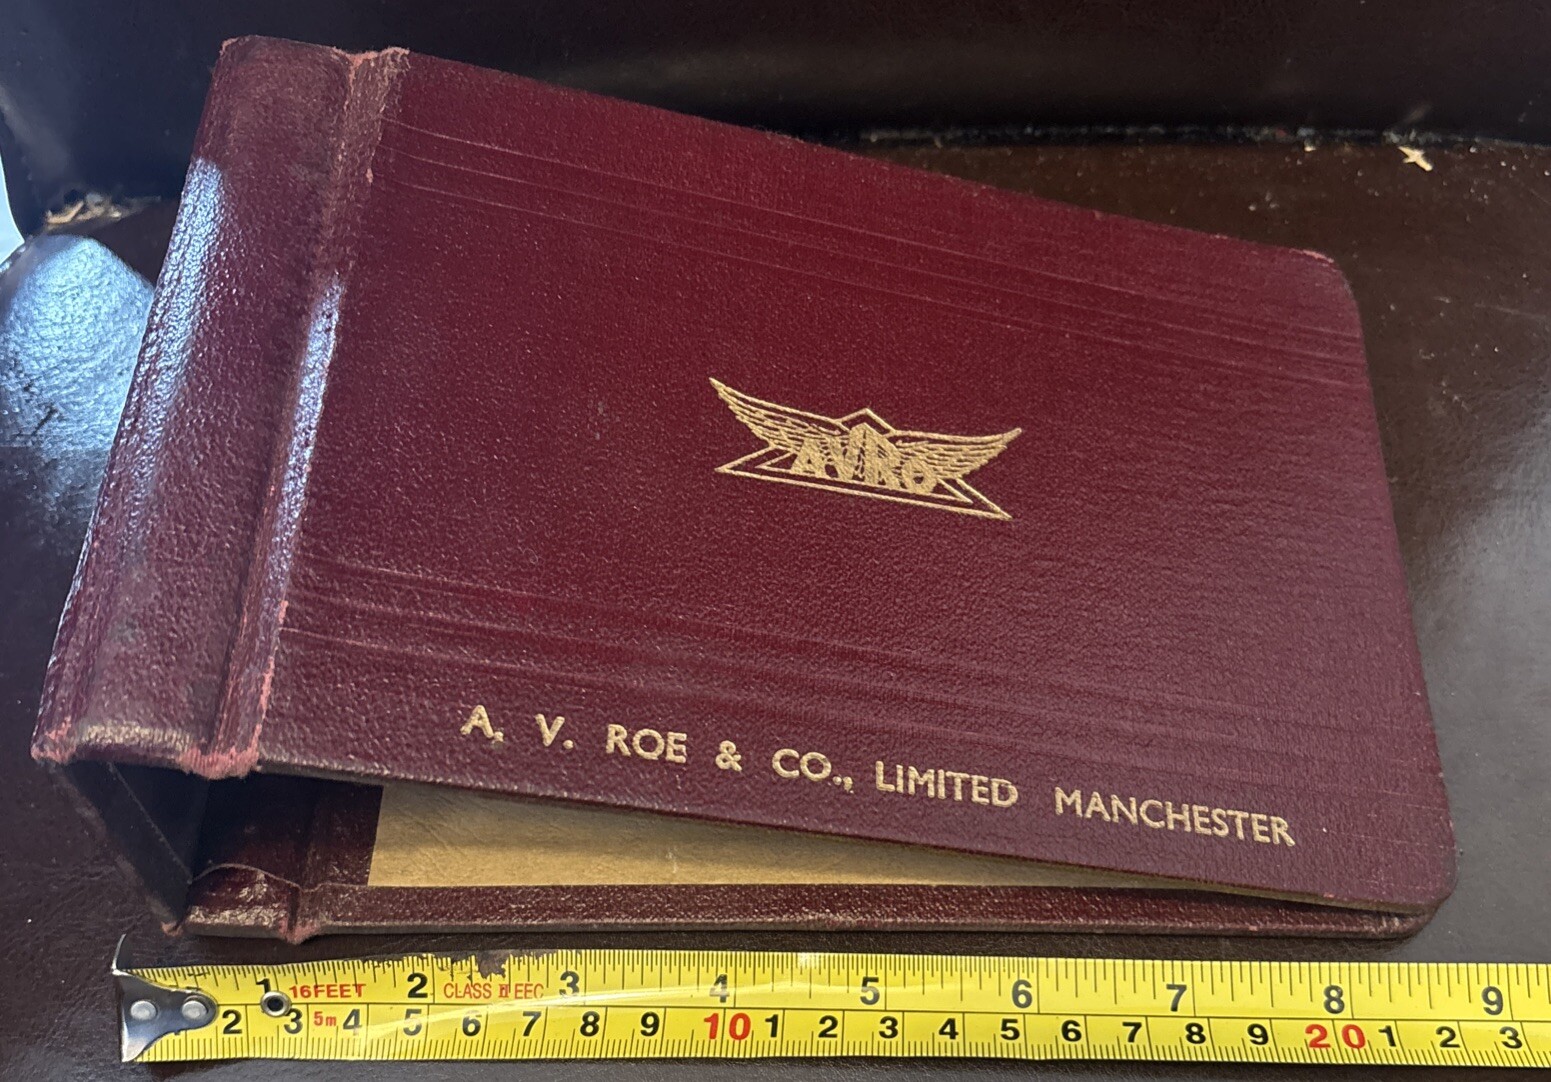 AVRO
A. V. ROE & CO., LIMITED MANCHESTER
1 16FEET 2 CLASS II EEC 3 4 5 6 7 8 9
2 3 5m 4 5 6 7 8 9 10 1 2 3 4 5 6 7 8 9 20 1 2 3